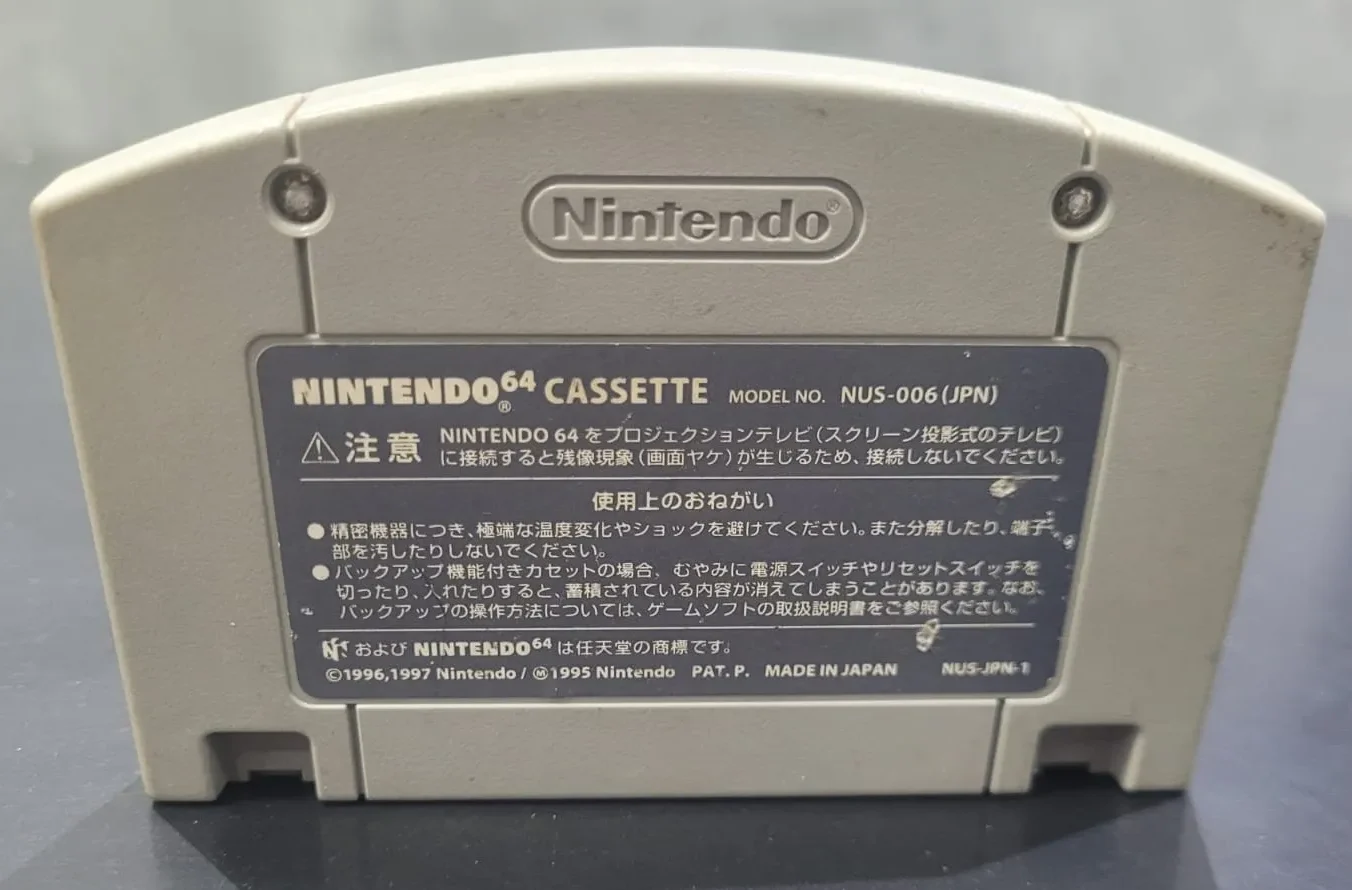 Nintendo®
NINTENDO⁶⁴® CASSETTE MODEL NO. NUS-006(JPN)
⚠注意 NINTENDO 64 をプロジェクションテレビ(スクリーン投影式のテレビ)
に接続すると残像現象(画面ヤケ)が生じるため、接続しないでください。
使用上のおねがい
●精密機器につき、極端な温度変化やショックを避けてください。また分解したり、端子
部を汚したりしないでください。
●バックアップ機能付きカセットの場合、むやみに電源スイッチやリセットスイッチを
切ったり、入れたりすると、蓄積されている内容が消えてしまうことがあります。なお、
バックアップの操作方法については、ゲームソフトの取扱説明書をご参照ください。
および NINTENDO⁶⁴ は任天堂の商標です。
©1996,1997 Nintendo / Ⓜ1995 Nintendo PAT. P. MADE IN JAPAN NUS-JPN-1